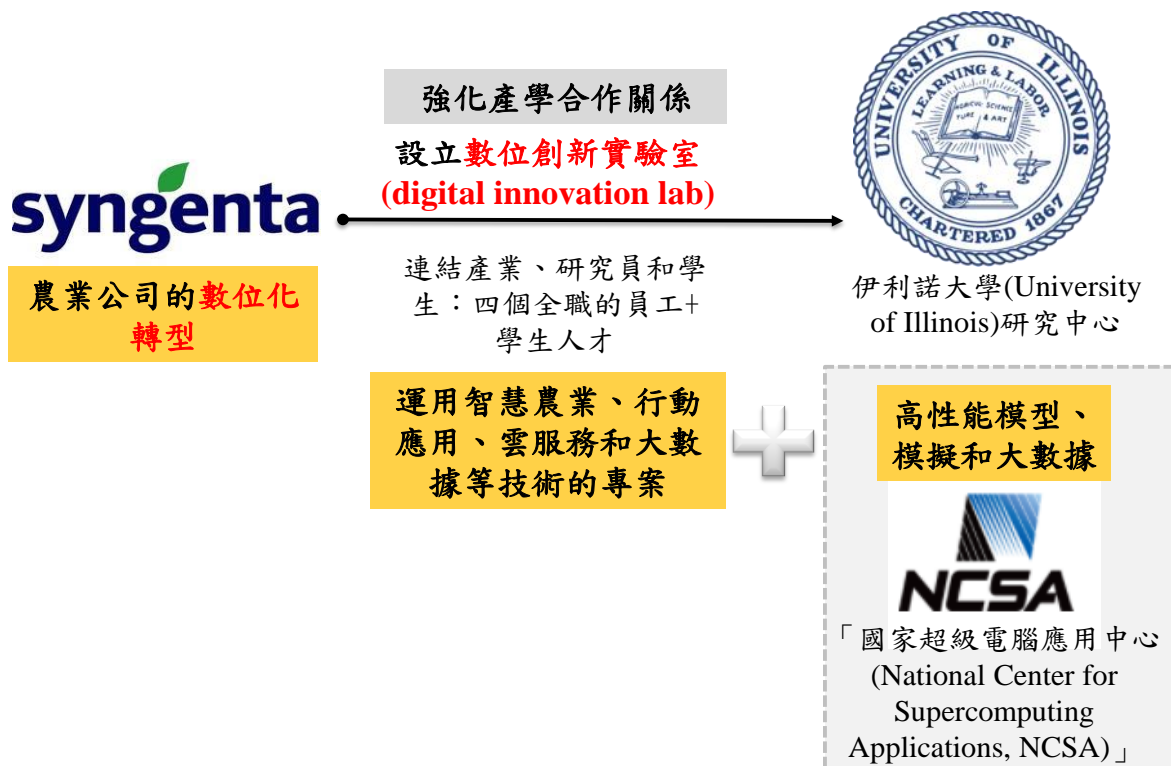 強化產學合作關係
設立數位創新實驗室
(digital innovation lab)
syngenta
農業公司的數位化
轉型
連結產業、研究員和學
生：四個全職的員工+
學生人才
運用智慧農業、行動
應用、雲服務和大數
據等技術的專案
UNIVERSITY OF ILLINOIS
LEARNING & LABOR
AGRICUL SCIENCE
TURE & ART
CHARTERED 1867
伊利諾大學(University
of Illinois)研究中心
高性能模型、
模擬和大數據
NCSA
「國家超級電腦應用中心
(National Center for
Supercomputing
Applications, NCSA)」